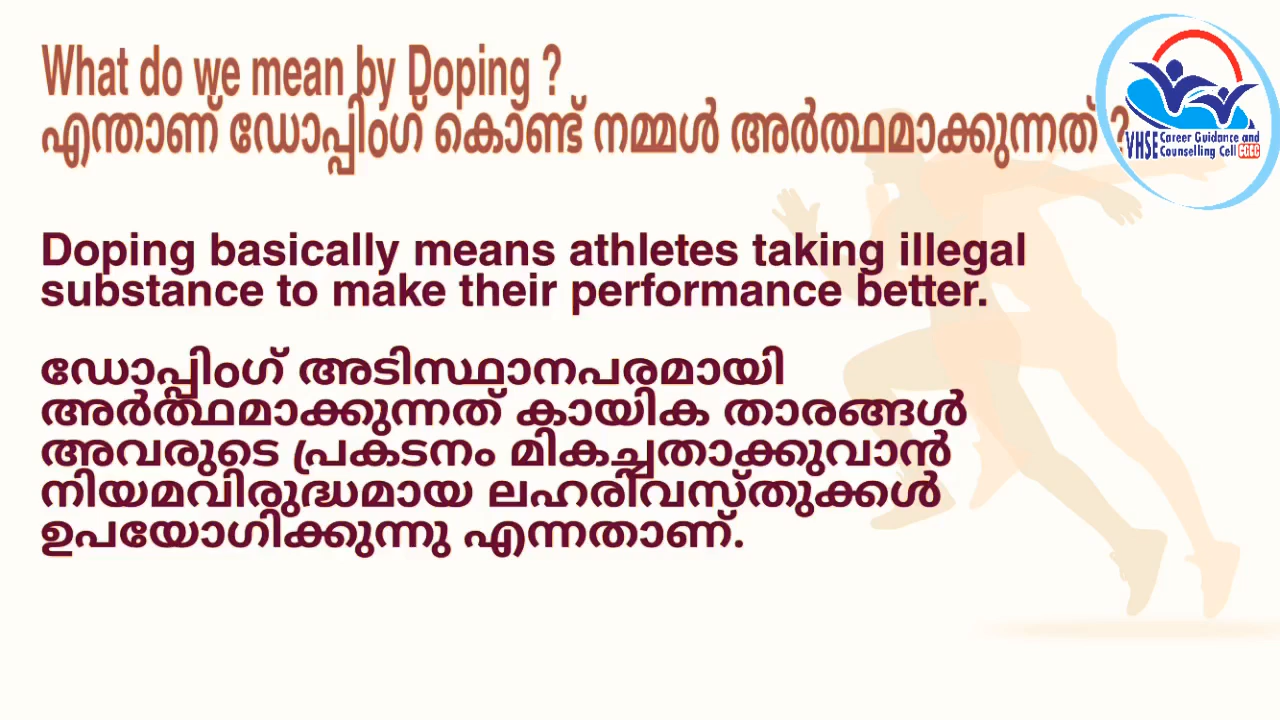 What do we mean by Doping ?
എന്താണ് ഡോപ്പിംഗ് കൊണ്ട് നമ്മൾ അർത്ഥമാക്കുന്നത് ?
VHSE Career Guidance and
Counselling Cell CGCC
Doping basically means athletes taking illegal
substance to make their performance better.
ഡോപ്പിംഗ് അടിസ്ഥാനപരമായി
അർത്ഥമാക്കുന്നത് കായിക താരങ്ങൾ
അവരുടെ പ്രകടനം മികച്ചതാക്കുവാൻ
നിയമവിരുദ്ധമായ ലഹരിവസ്തുക്കൾ
ഉപയോഗിക്കുന്നു എന്നതാണ്.